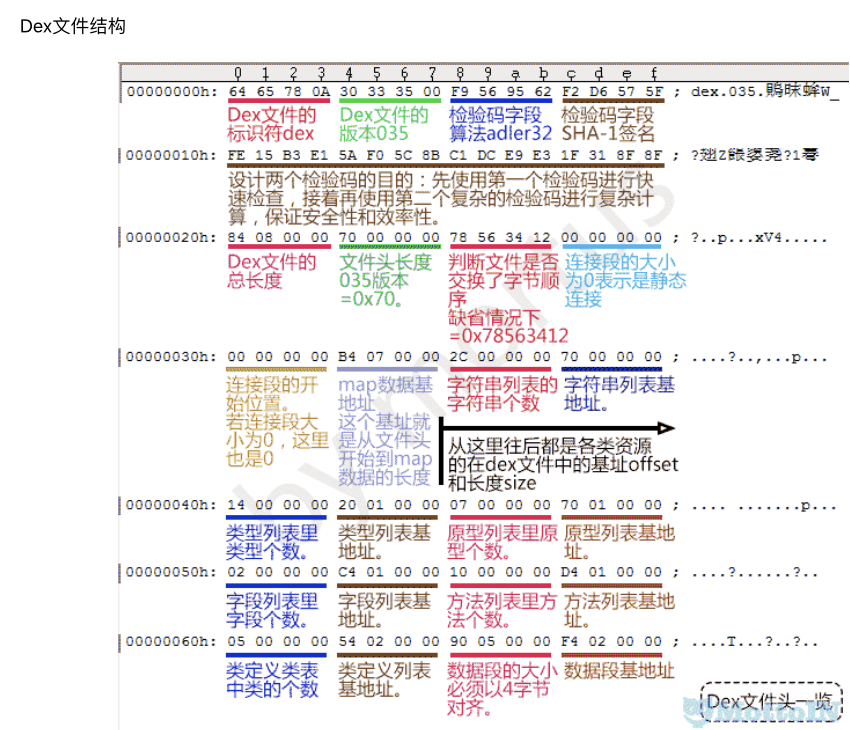 Dex文件结构
0 1 2 3 4 5 6 7 8 9 a b c d e f
00000000h: 64 65 78 0A 30 33 35 00 F9 56 95 62 F2 D6 57 5F ; dex.035.鵙昩蛑W_
Dex文件的 Dex文件的 检验码字段 检验码字段
标识符dex 版本035 算法adler32 SHA-1签名
00000010h: FE 15 B3 E1 5A F0 5C 8B C1 DC E9 E3 1F 31 8F 8F ;
设计两个检验码的目的：先使用第一个检验码进行快
速检查，接着再使用第二个复杂的检验码进行复杂计
算，保证安全性和效率性。
00000020h: 84 08 00 00 70 00 00 00 78 56 34 12 00 00 00 00 ; ?..p...xV4.....
Dex文件的 文件头长度 判断文件是否 连接段的大小
总长度 035版本 交换了字节顺 为0表示是静态
=0x70。 序 连接
缺省情况下
=0x78563412
00000030h: 00 00 00 00 B4 07 00 00 2C 00 00 00 70 00 00 00 ; ....?..,...p...
连接段的开 map数据基 字符串列表的 字符串列表基
始位置。 地址 字符串个数 地址。
若连接段大 这个基址就
小为0，这里 是从文件头
也是0 开始到map
数据的长度
从这里往后都是各类资源
的在dex文件中的基址offset
和长度size
00000040h: 14 00 00 00 20 01 00 00 07 00 00 00 70 01 00 00 ; .... .......p...
类型列表里 类型列表基 原型列表里原 原型列表基地
类型个数。 地址。 型个数。 址。
00000050h: 02 00 00 00 C4 01 00 00 10 00 00 00 D4 01 00 00 ; ....?......?..
字段列表里 字段列表基 方法列表里方 方法列表基地
字段个数。 地址。 法个数。 址。
00000060h: 05 00 00 00 54 02 00 00 90 05 00 00 F4 02 00 00 ; ....T...?..?..
类定义类表 类定义列表 数据段的大小 数据段基地址
中类的个数 基地址。 必须以4字节
对齐。
Dex文件头一览
MottoIN